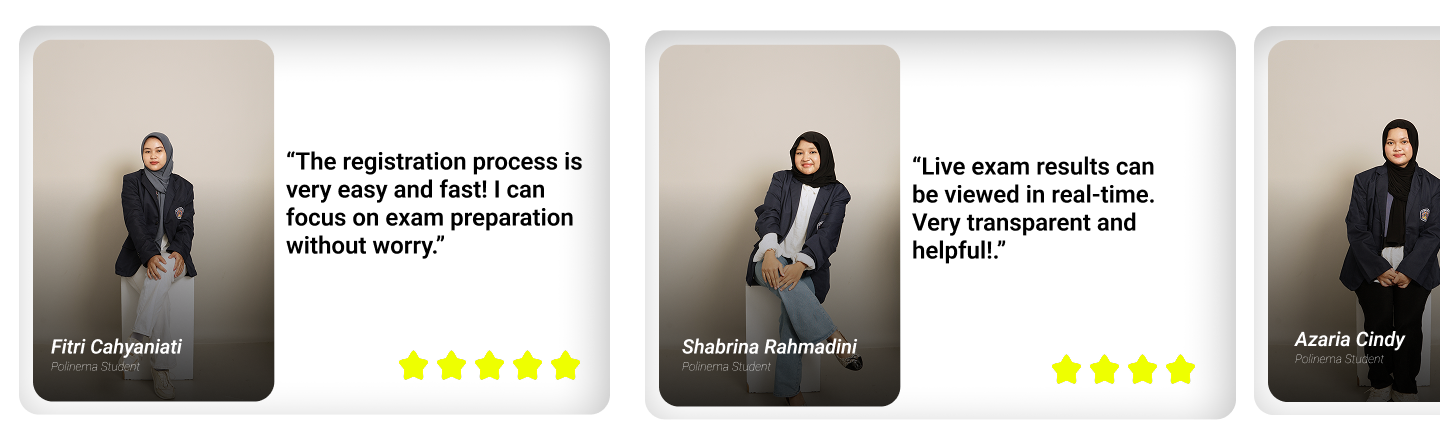 “The registration process is
very easy and fast! I can
focus on exam preparation
without worry.”
Fitri Cahyaniati
Polinema Student
“Live exam results can
be viewed in real-time.
Very transparent and
helpful!.”
Shabrina Rahmadini
Polinema Student
Azaria Cindy
Polinema Student